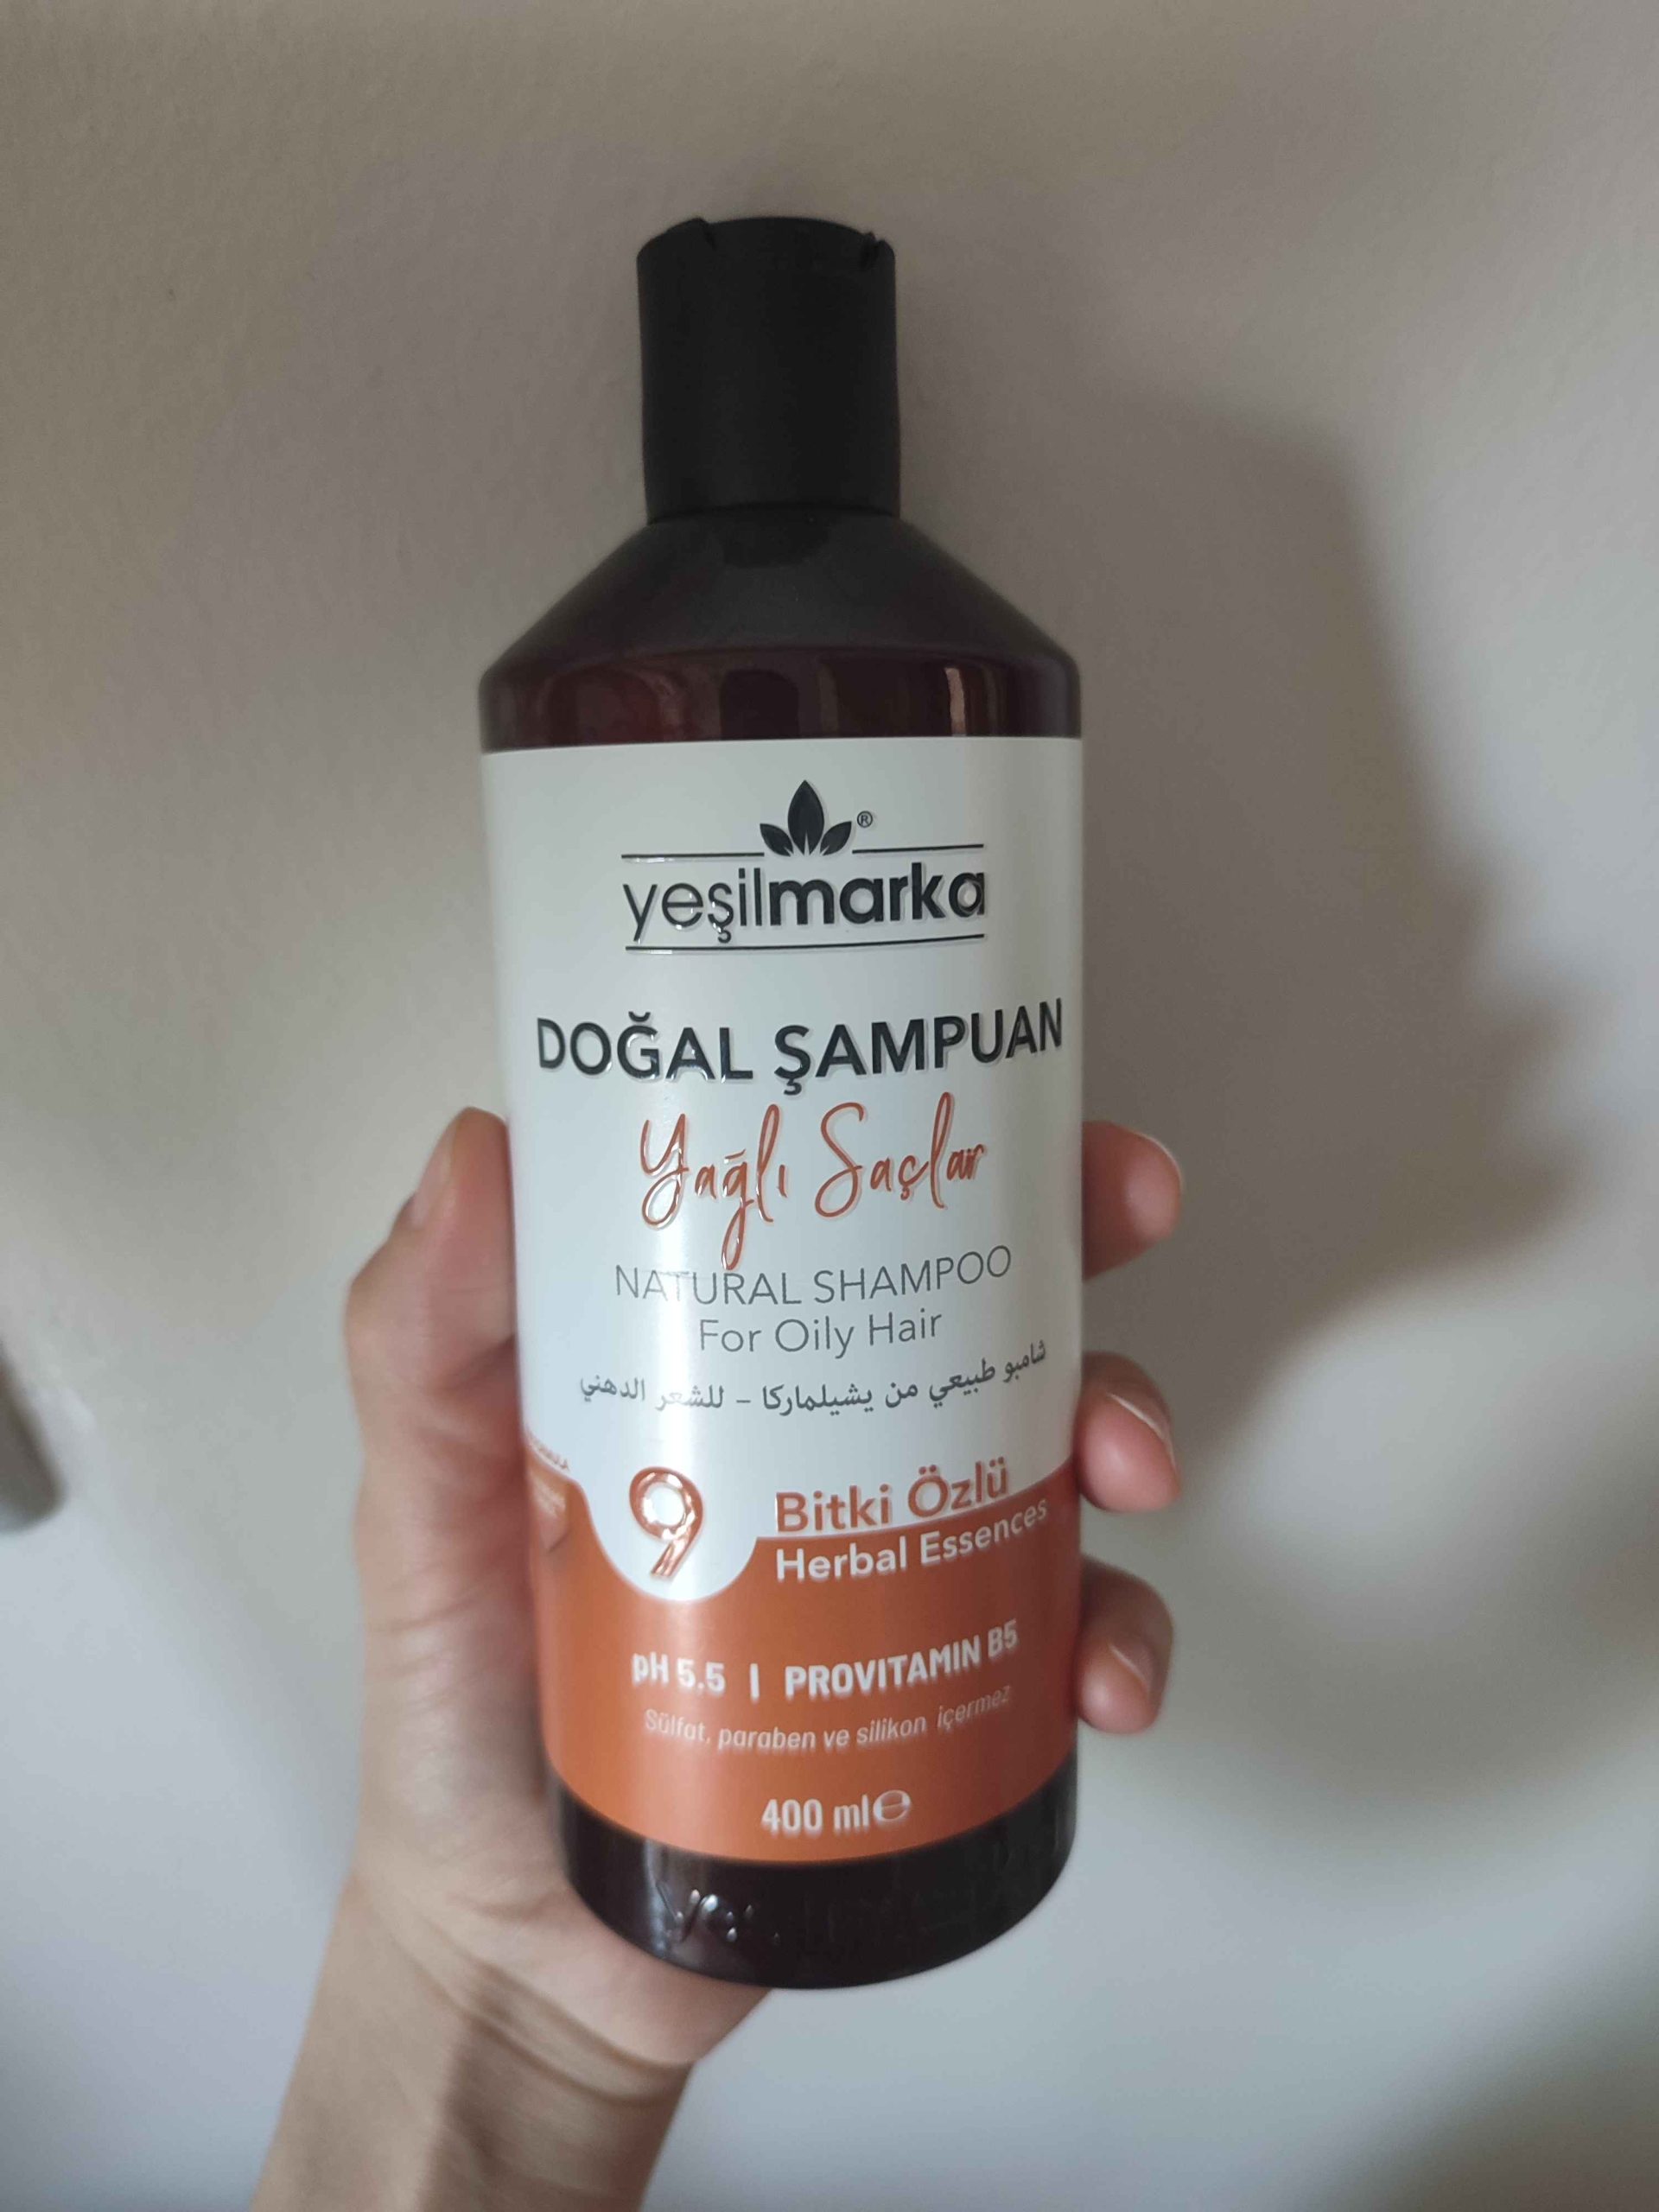 yeşilmarka®
DOĞAL ŞAMPUAN
Yağlı Saçlar
NATURAL SHAMPOO
For Oily Hair
شامبو طبيعي من يشيلماركا - للشعر الدهني
9 Bitki Özlü
Herbal Essences
pH 5.5 | PROVITAMIN B5
Sülfat, paraben ve silikon içermez
400 ml ℮